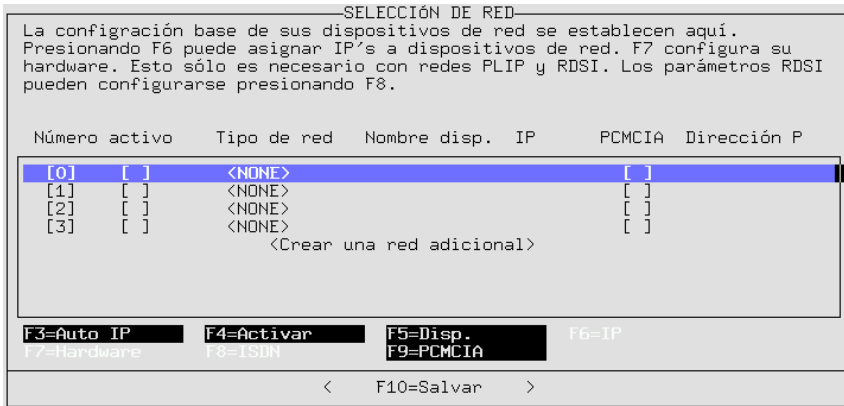 SELECCIÓN DE RED
La configración base de sus dispositivos de red se establecen aquí.
Presionando F6 puede asignar IP's a dispositivos de red. F7 configura su
hardware. Esto sólo es necesario con redes PLIP y RDSI. Los parámetros RDSI
pueden configurarse presionando F8.
Número activo Tipo de red Nombre disp. IP PCMCIA Dirección P
[0] [ ] <NONE> [ ]
[1] [ ] <NONE> [ ]
[2] [ ] <NONE> [ ]
[3] [ ] <NONE> [ ]
<Crear una red adicional>
F3=Auto IP F4=Activar F5=Disp. F6=IP
F7=Hardware F8=ISDN F9=PCMCIA
< F10=Salvar >